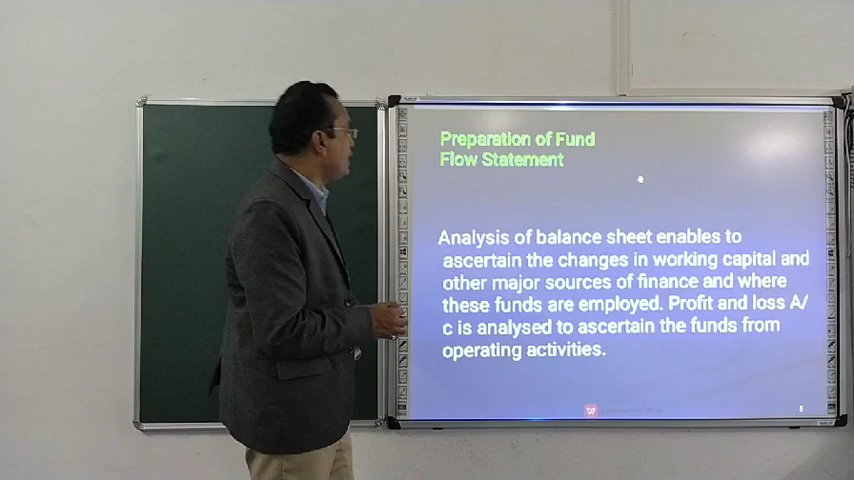 Preparation of Fund
Flow Statement
Analysis of balance sheet enables to
ascertain the changes in working capital and
other major sources of finance and where
these funds are employed. Profit and loss A/
c is analysed to ascertain the funds from
operating activities.
5